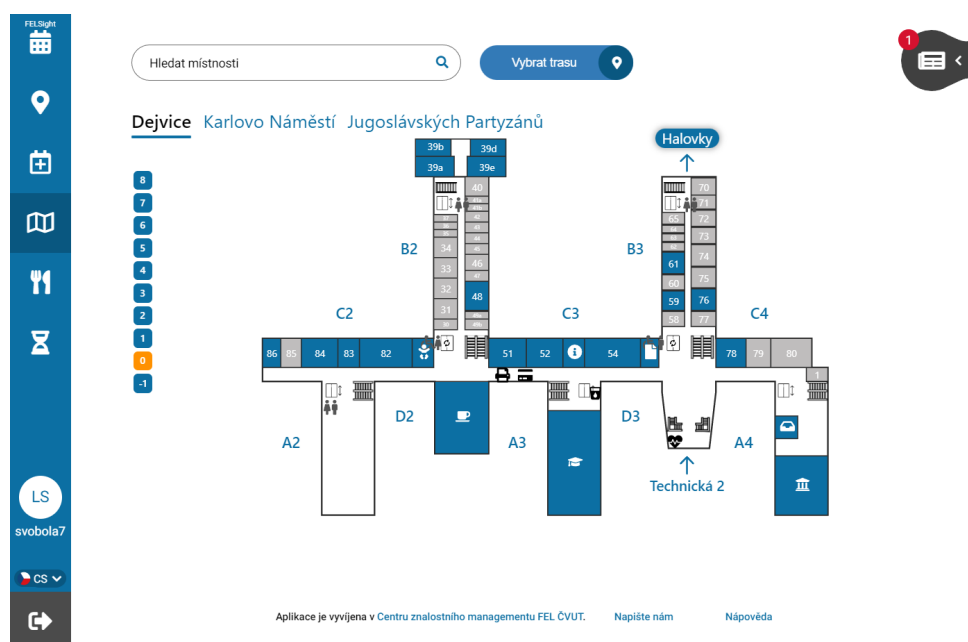 FELSight
Hledat místnosti
Vybrat trasu
1
Dejvice Karlovo Náměstí Jugoslávských Partyzánů
39b 39d
39a 39e
Halovky
8
7
6
5
4
3
2
1
0
-1
B2
40
34
33
32
31
46
48
B3
70
71
72
73
74
75
76
77
65
61
60
59
58
C2
C3
C4
86 85 84 83 82
51 52 54
78 79 80
1
A2
D2
A3
D3
A4
Technická 2
LS
svobola7
CS
Aplikace je vyvíjena v Centru znalostního managementu FEL ČVUT. Napište nám Nápověda